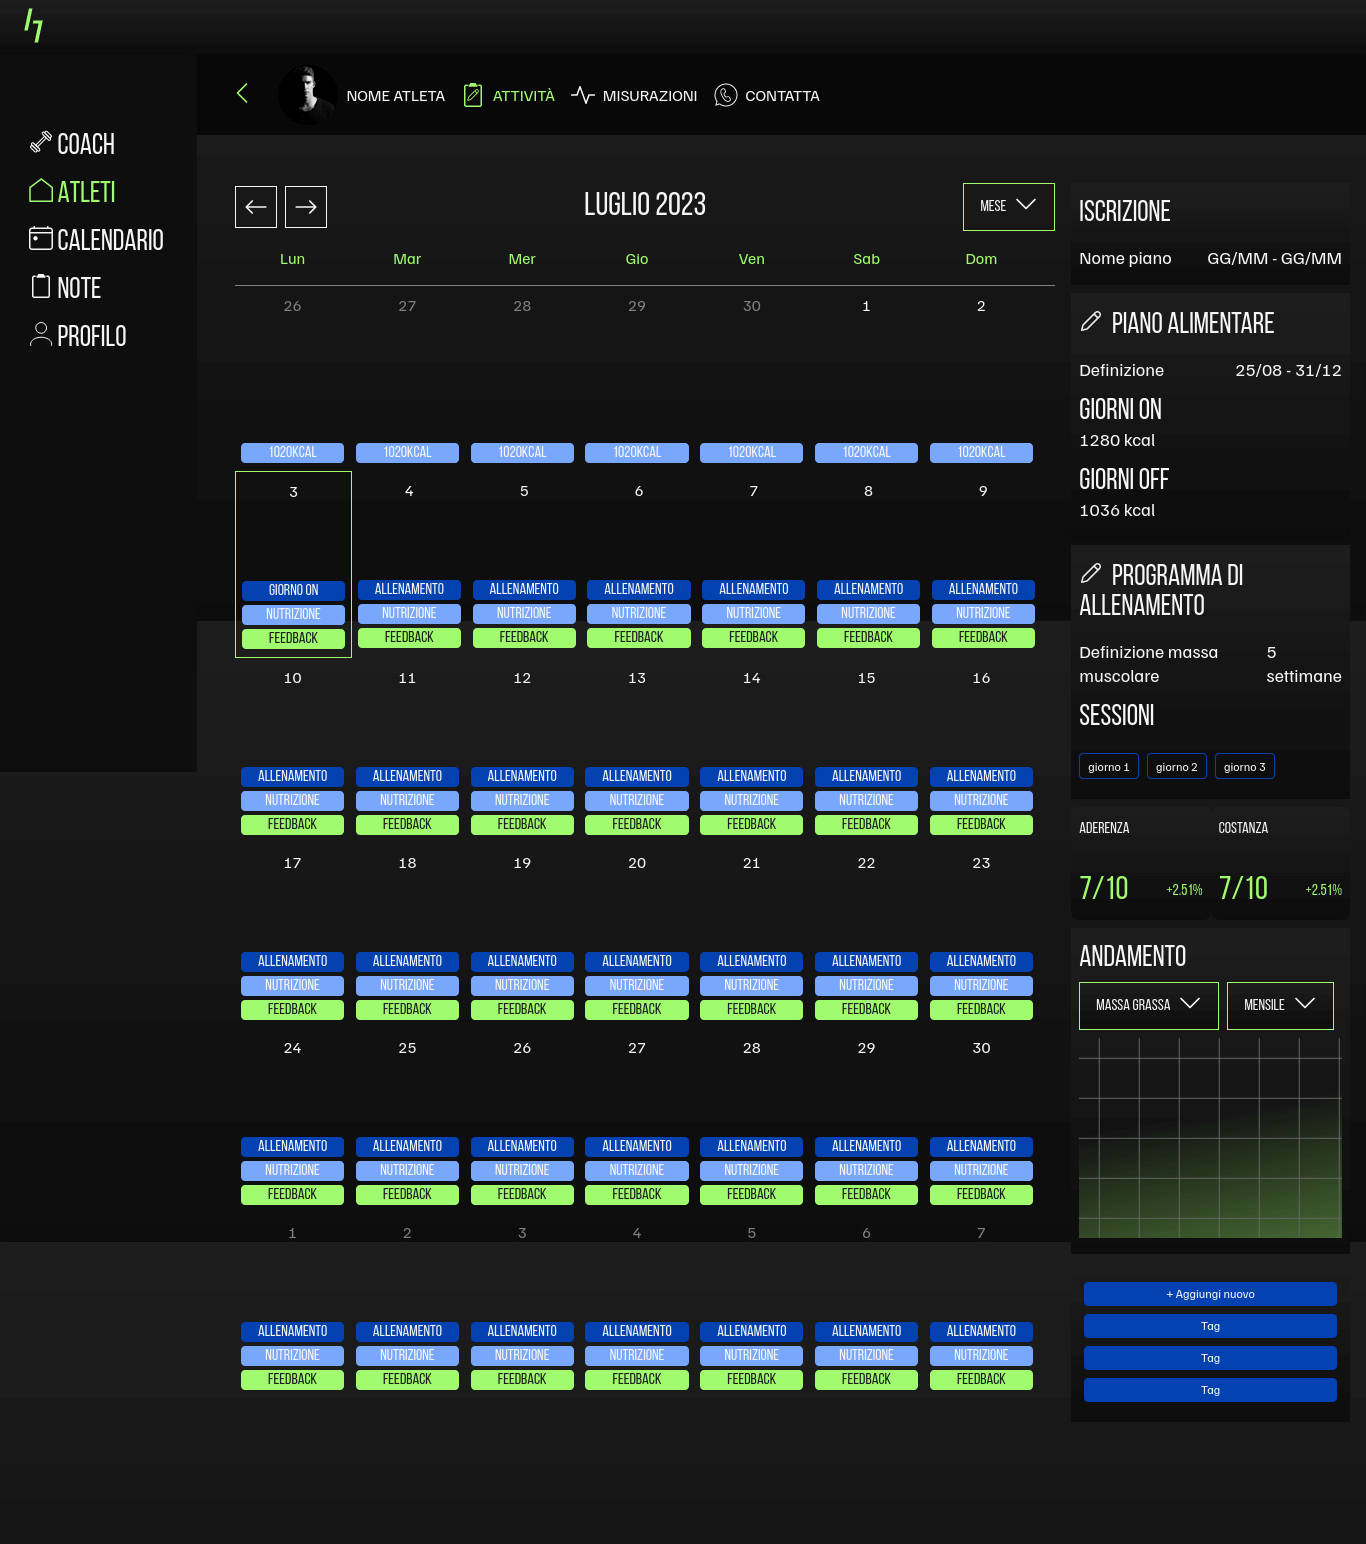 NOME ATLETA ATTIVITÀ MISURAZIONI CONTATTA
COACH
ATLETI
CALENDARIO
NOTE
PROFILO
LUGLIO 2023
MESE
Lun Mar Mer Gio Ven Sab Dom
26 27 28 29 30 1 2
1020KCAL 1020KCAL 1020KCAL 1020KCAL 1020KCAL 1020KCAL 1020KCAL
3 4 5 6 7 8 9
GIORNO ON ALLENAMENTO ALLENAMENTO ALLENAMENTO ALLENAMENTO ALLENAMENTO ALLENAMENTO
NUTRIZIONE NUTRIZIONE NUTRIZIONE NUTRIZIONE NUTRIZIONE NUTRIZIONE NUTRIZIONE
FEEDBACK FEEDBACK FEEDBACK FEEDBACK FEEDBACK FEEDBACK FEEDBACK
10 11 12 13 14 15 16
ALLENAMENTO ALLENAMENTO ALLENAMENTO ALLENAMENTO ALLENAMENTO ALLENAMENTO ALLENAMENTO
NUTRIZIONE NUTRIZIONE NUTRIZIONE NUTRIZIONE NUTRIZIONE NUTRIZIONE NUTRIZIONE
FEEDBACK FEEDBACK FEEDBACK FEEDBACK FEEDBACK FEEDBACK FEEDBACK
17 18 19 20 21 22 23
ALLENAMENTO ALLENAMENTO ALLENAMENTO ALLENAMENTO ALLENAMENTO ALLENAMENTO ALLENAMENTO
NUTRIZIONE NUTRIZIONE NUTRIZIONE NUTRIZIONE NUTRIZIONE NUTRIZIONE NUTRIZIONE
FEEDBACK FEEDBACK FEEDBACK FEEDBACK FEEDBACK FEEDBACK FEEDBACK
24 25 26 27 28 29 30
ALLENAMENTO ALLENAMENTO ALLENAMENTO ALLENAMENTO ALLENAMENTO ALLENAMENTO ALLENAMENTO
NUTRIZIONE NUTRIZIONE NUTRIZIONE NUTRIZIONE NUTRIZIONE NUTRIZIONE NUTRIZIONE
FEEDBACK FEEDBACK FEEDBACK FEEDBACK FEEDBACK FEEDBACK FEEDBACK
1 2 3 4 5 6 7
ALLENAMENTO ALLENAMENTO ALLENAMENTO ALLENAMENTO ALLENAMENTO ALLENAMENTO ALLENAMENTO
NUTRIZIONE NUTRIZIONE NUTRIZIONE NUTRIZIONE NUTRIZIONE NUTRIZIONE NUTRIZIONE
FEEDBACK FEEDBACK FEEDBACK FEEDBACK FEEDBACK FEEDBACK FEEDBACK
ISCRIZIONE
Nome piano GG/MM - GG/MM
PIANO ALIMENTARE
Definizione 25/08 - 31/12
GIORNI ON
1280 kcal
GIORNI OFF
1036 kcal
PROGRAMMA DI
ALLENAMENTO
Definizione massa 5
muscolare settimane
SESSIONI
giorno 1 giorno 2 giorno 3
ADERENZA COSTANZA
7/10 +2.51% 7/10 +2.51%
ANDAMENTO
MASSA GRASSA MENSILE
+ Aggiungi nuovo
Tag
Tag
Tag